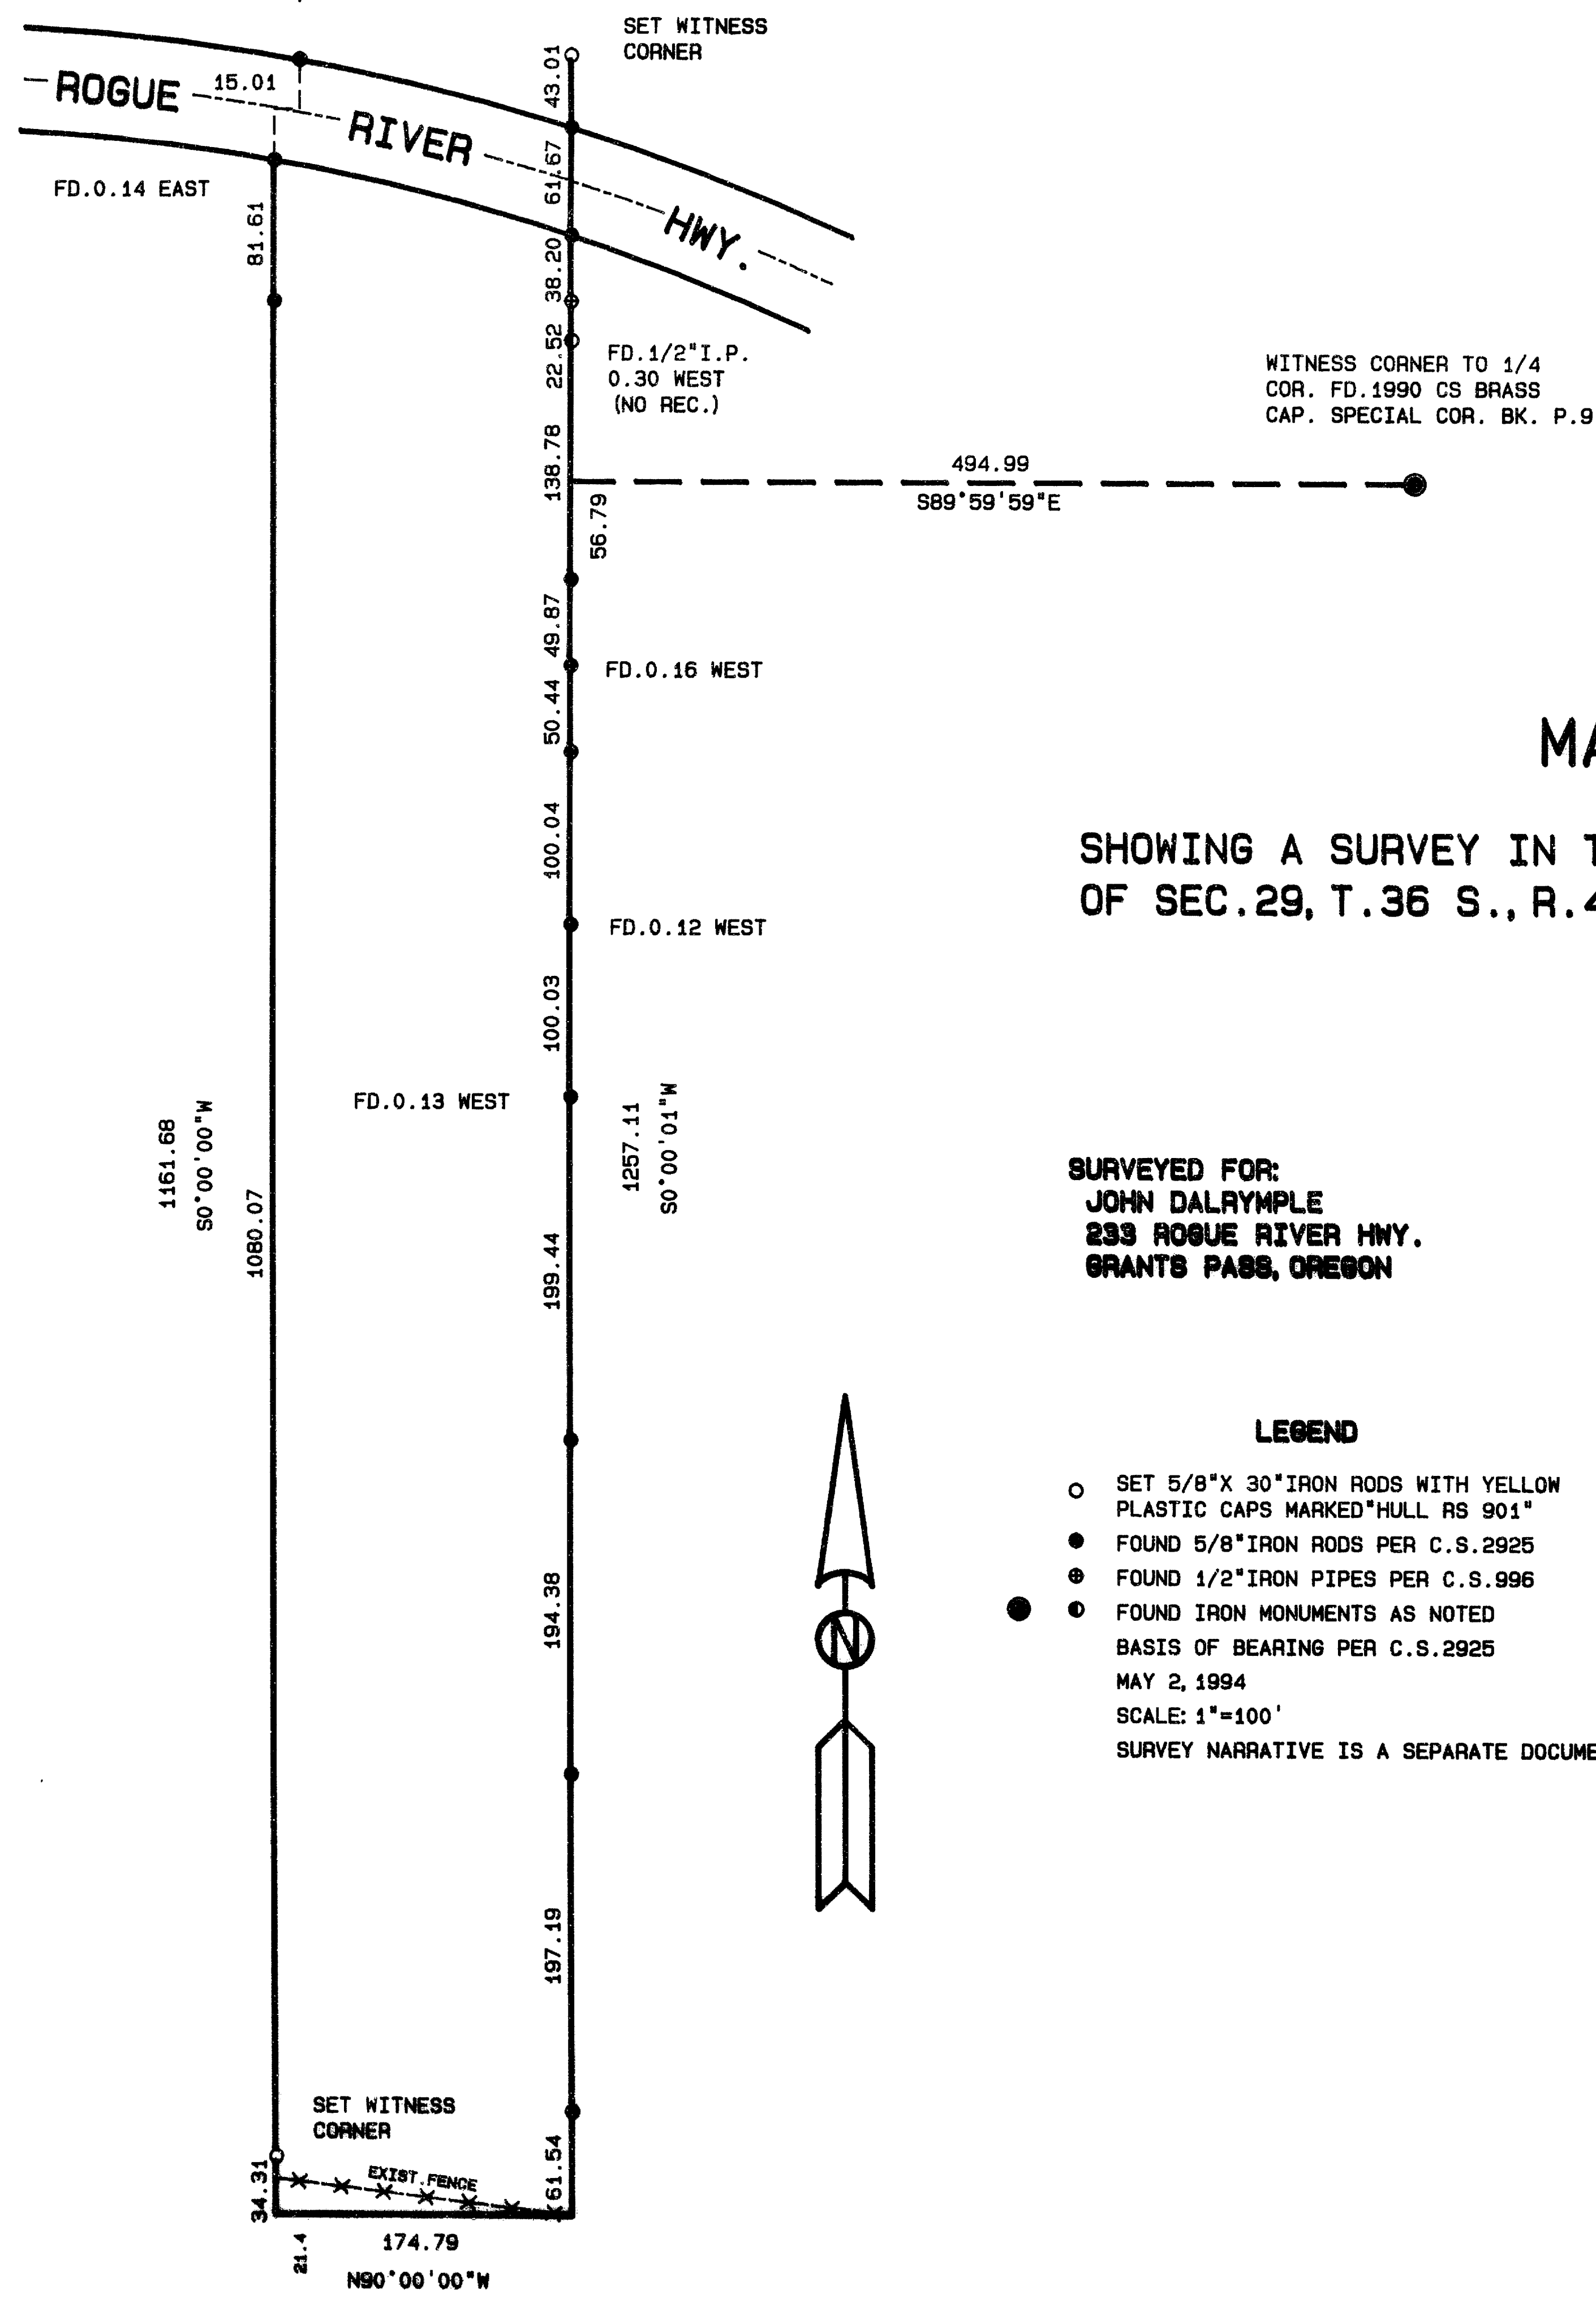 SET WITNESS
CORNER
43.01
15.01
ROGUE RIVER HWY.
61.67
FD.0.14 EAST
81.61
38.20
22.52
FD.1/2"I.P.
0.30 WEST
(NO REC.)
WITNESS CORNER TO 1/4
COR. FD.1990 CS BRASS
CAP. SPECIAL COR. BK. P.9
138.78
494.99
S89°59'59"E
56.79
49.87
FD.0.16 WEST
50.44
MA
SHOWING A SURVEY IN T
OF SEC.29, T.36 S., R.4
100.04
FD.0.12 WEST
100.03
FD.0.13 WEST
1161.68
S0°00'00"W
1080.07
1257.11
S0°00'01"W
SURVEYED FOR:
JOHN DALRYMPLE
233 ROGUE RIVER HWY.
GRANTS PASS, OREGON
199.44
LEGEND
SET 5/8"X 30"IRON RODS WITH YELLOW
PLASTIC CAPS MARKED"HULL RS 901"
FOUND 5/8"IRON RODS PER C.S.2925
FOUND 1/2"IRON PIPES PER C.S.996
FOUND IRON MONUMENTS AS NOTED
BASIS OF BEARING PER C.S.2925
MAY 2, 1994
SCALE: 1"=100'
SURVEY NARRATIVE IS A SEPARATE DOCUME
N
194.38
197.19
SET WITNESS
CORNER
34.31
EXIST.FENCE
61.54
21.4
174.79
N90°00'00"W